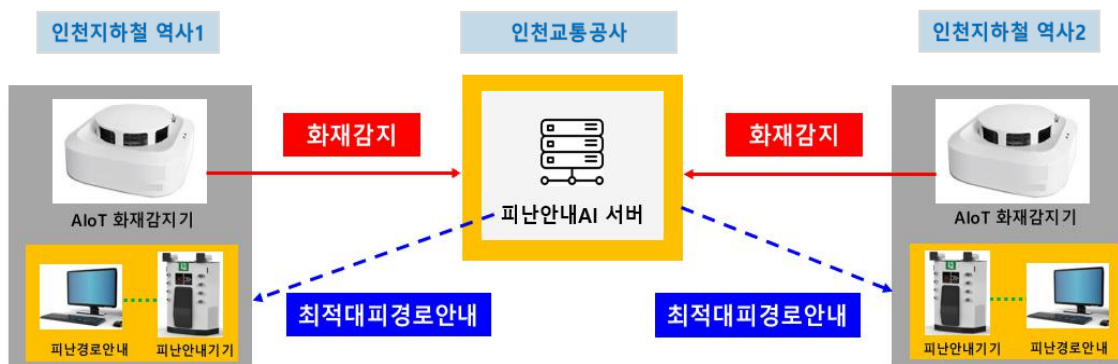 인천지하철 역사1
인천교통공사
인천지하철 역사2
화재감지
화재감지
AIoT 화재감지기
피난안내AI 서버
AIoT 화재감지기
최적대피경로안내
최적대피경로안내
피난경로안내
피난안내기기
피난안내기기
피난경로안내